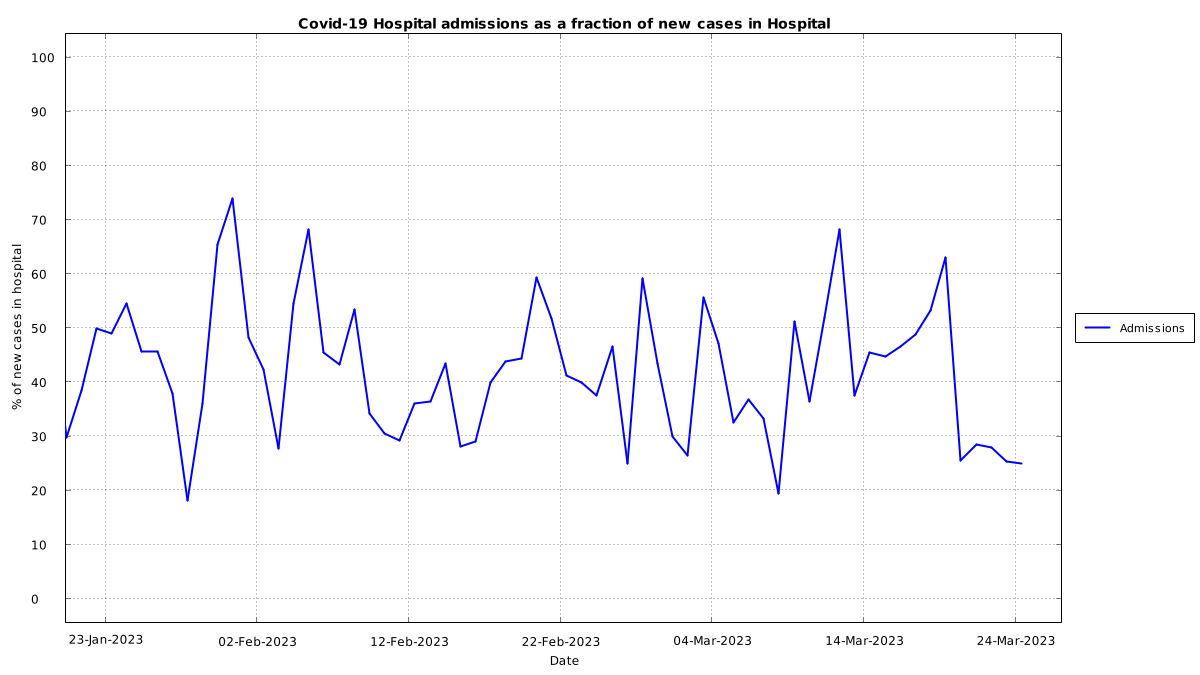 Covid-19 Hospital admissions as a fraction of new cases in Hospital
100
90
80
70
60
50
40
30
20
10
0
% of new cases in hospital
23-Jan-2023
02-Feb-2023
12-Feb-2023
22-Feb-2023
04-Mar-2023
14-Mar-2023
24-Mar-2023
Date
Admissions